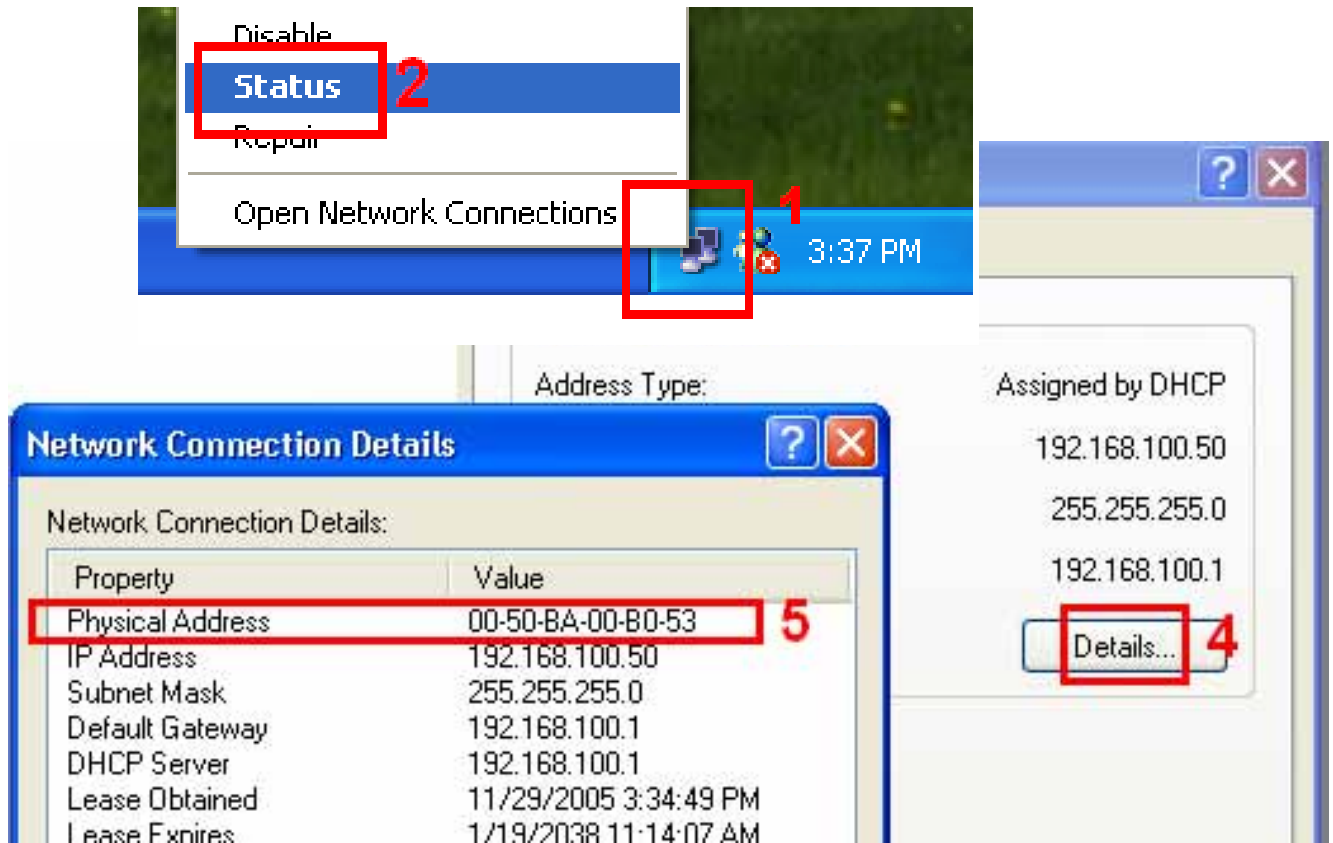 Disable
Status
2
Repair
Open Network Connections
1
3:37 PM
Address Type:
Assigned by DHCP
192.168.100.50
255.255.255.0
192.168.100.1
Details...
4
Network Connection Details
Network Connection Details:
Property Value
Physical Address 00-50-BA-00-B0-53
5
IP Address 192.168.100.50
Subnet Mask 255.255.255.0
Default Gateway 192.168.100.1
DHCP Server 192.168.100.1
Lease Obtained 11/29/2005 3:34:49 PM
Lease Expires 1/19/2038 11:14:07 AM